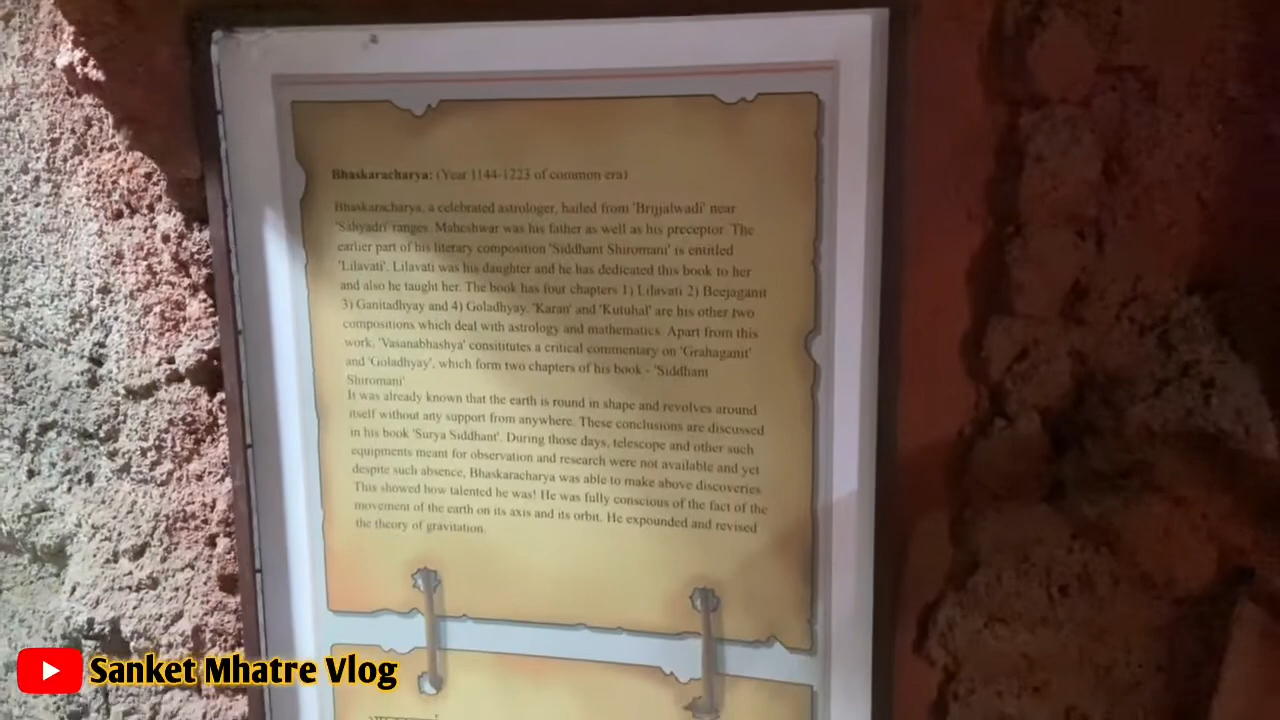 Bhaskaracharya: (Year 1144-1223 of common era)
Bhaskaracharya, a celebrated astrologer, hailed from 'Brijjalwadi' near
'Sahyadri' ranges. Maheshwar was his father as well as his preceptor. The
earlier part of his literary composition 'Siddhant Shiromani' is entitled
'Lilavati'. Lilavati was his daughter and he has dedicated this book to her
and also he taught her. The book has four chapters 1) Lilavati 2) Beejaganit
3) Ganitadhyay and 4) Goladhyay. 'Karan' and 'Kutuhal' are his other two
compositions which deal with astrology and mathematics. Apart from this
work, 'Vasanabhashya' consititutes a critical commentary on 'Grahaganit'
and 'Goladhyay', which form two chapters of his book - 'Siddhant
Shiromani'
It was already known that the earth is round in shape and revolves around
itself without any support from anywhere. These conclusions are discussed
in his book 'Surya Siddhant'. During those days, telescope and other such
equipments meant for observation and research were not available and yet
despite such absence, Bhaskaracharya was able to make above discoveries.
This showed how talented he was! He was fully conscious of the fact of the
movement of the earth on its axis and its orbit. He expounded and revised
the theory of gravitation.
Sanket Mhatre Vlog